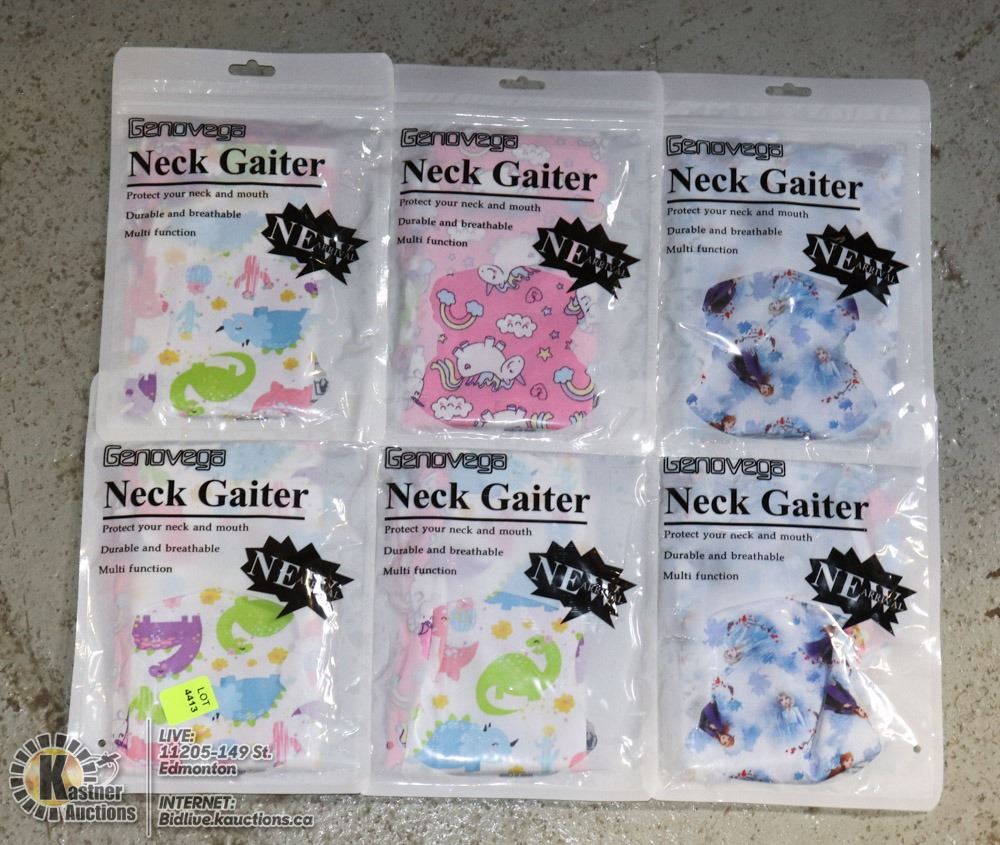 Genovega
Neck Gaiter
Protect your neck and mouth
Durable and breathable
Multi function
NEW
ARRIVAL
Genovega
Neck Gaiter
Protect your neck and mouth
Durable and breathable
Multi function
NEW
ARRIVAL
Genovega
Neck Gaiter
Protect your neck and mouth
Durable and breathable
Multi function
NEW
ARRIVAL
Genovega
Neck Gaiter
Protect your neck and mouth
Durable and breathable
Multi function
NEW
LOT
4413
Genovega
Neck Gaiter
Protect your neck and mouth
Durable and breathable
Multi function
NEW
ARRIVAL
Genovega
Neck Gaiter
Protect your neck and mouth
Durable and breathable
Multi function
NEW
ARRIVAL
Kastner
Auctions
LIVE:
11205-149 St.
Edmonton
INTERNET:
Bidlive.kauctions.ca